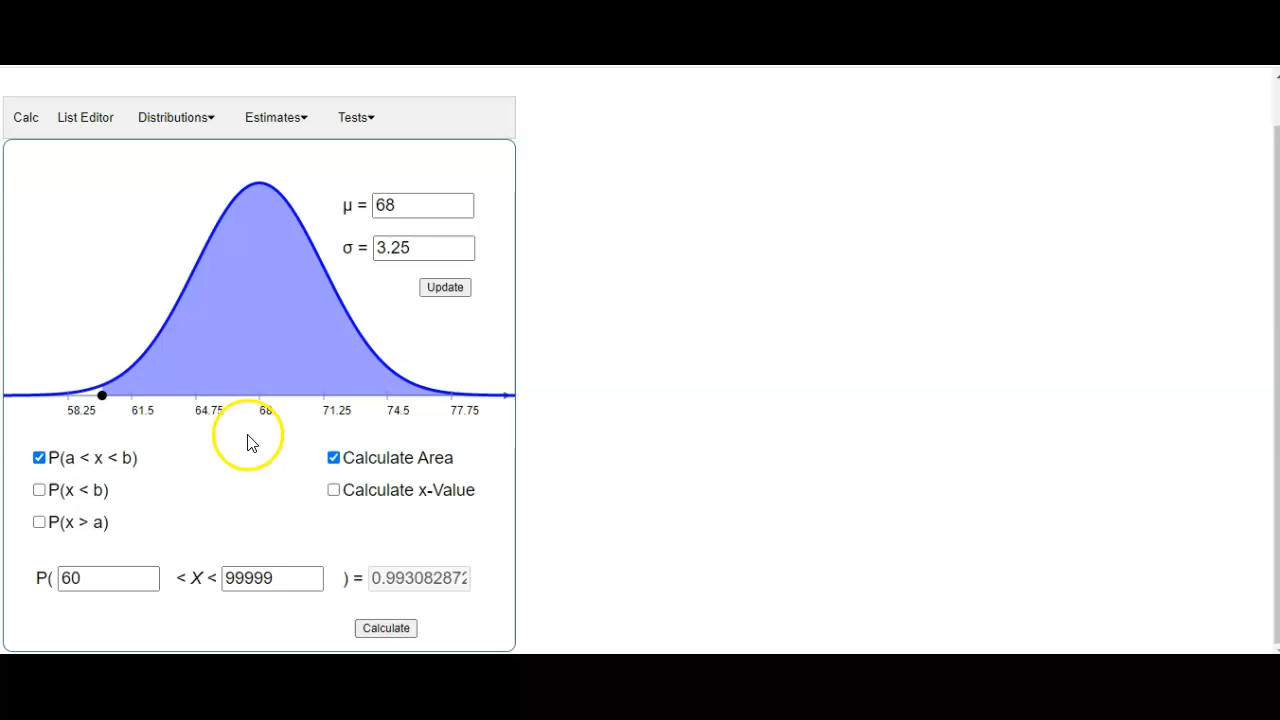 Calc List Editor Distributions▾ Estimates▾ Tests▾
μ = 68
σ = 3.25
Update
58.25 61.5 64.75 68 71.25 74.5 77.75
P(a < x < b) Calculate Area
P(x < b) Calculate x-Value
P(x > a)
P( 60 < X < 99999 ) = 0.993082872
Calculate